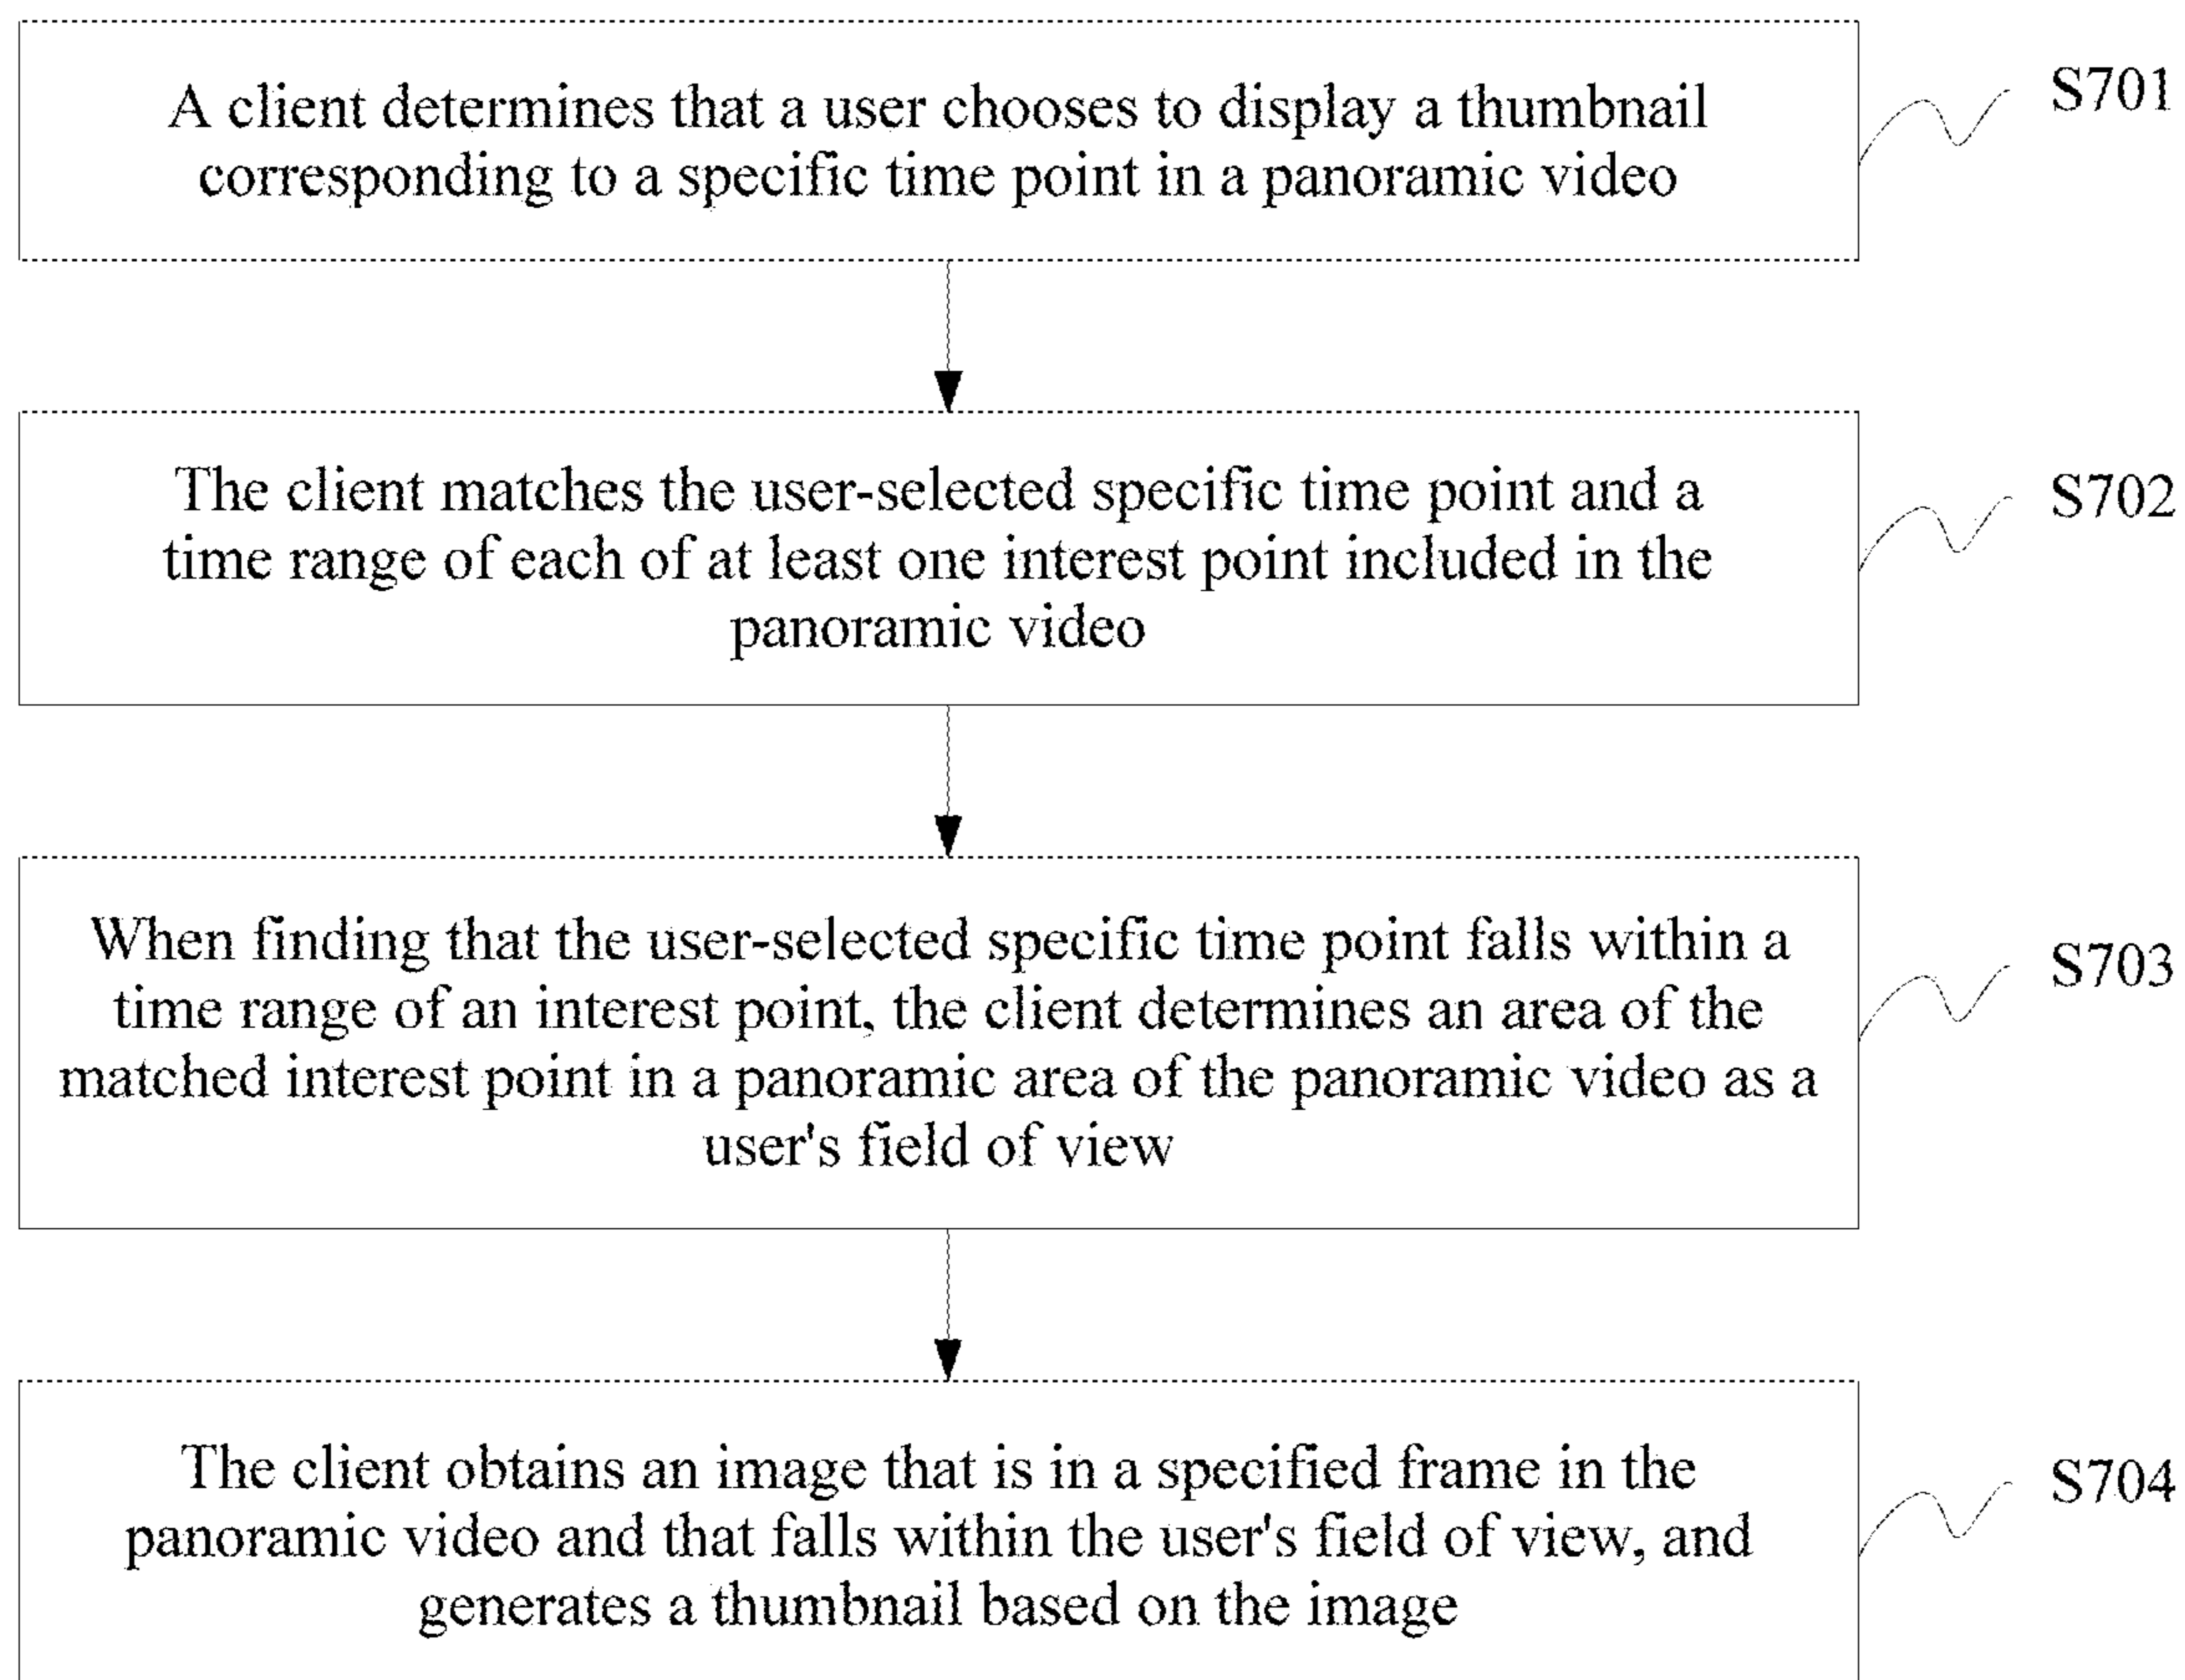 A client determines that a user chooses to display a thumbnail
corresponding to a specific time point in a panoramic video
S701
The client matches the user-selected specific time point and a
time range of each of at least one interest point included in the
panoramic video
S702
When finding that the user-selected specific time point falls within a
time range of an interest point, the client determines an area of the
matched interest point in a panoramic area of the panoramic video as a
user's field of view
S703
The client obtains an image that is in a specified frame in the
panoramic video and that falls within the user's field of view, and
generates a thumbnail based on the image
S704